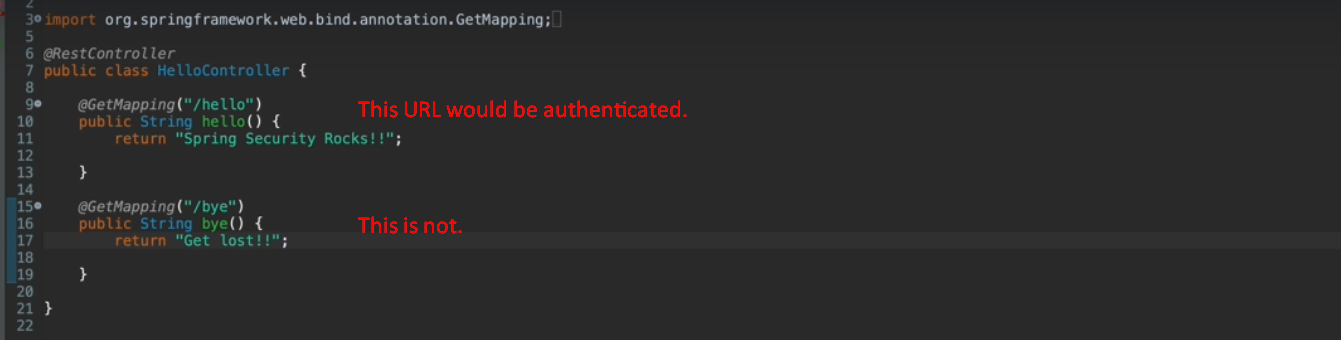 2
3 import org.springframework.web.bind.annotation.GetMapping;
5
6 @RestController
7 public class HelloController {
8
9 @GetMapping("/hello") This URL would be authenticated.
10 public String hello() {
11 return "Spring Security Rocks!!";
12
13 }
14
15 @GetMapping("/bye")
16 public String bye() { This is not.
17 return "Get lost!!";
18
19 }
20
21 }
22